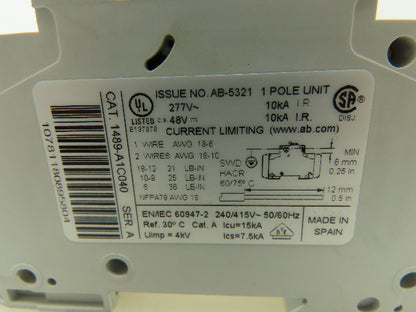 ISSUE NO. AB-5321 1 POLE UNIT
UL 277V~ 10kA I.R. SA
LISTED 48V 10kA I.R.
CURRENT LIMITING (www.ab.com)
1 WIRE AWG 18-6
2 WIRES AWG 18-10
18-12 21 LB-IN
10-8 25 LB-IN
6 36 LB-IN
NFPA79 AWG 18
SWD
HACR
60/75°C
MIN
6 mm
0.25 in
12 mm
0.5 in
EN/IEC 60947-2 240/415V~ 50/60Hz
Ref. 30° C Cat. A Icu=15kA
Uimp = 4kV Ics=7.5kA
MADE IN
SPAIN
CAT. 1489-A1C040 SER A